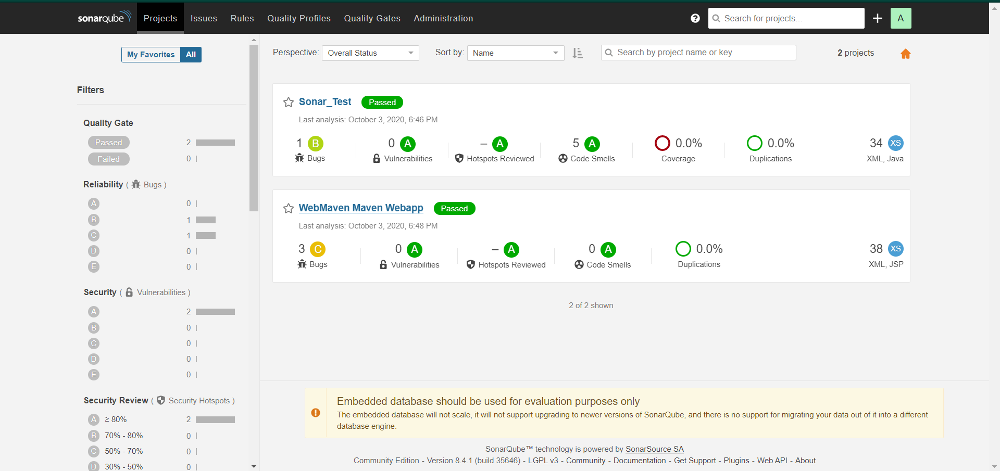 sonarqube Projects Issues Rules Quality Profiles Quality Gates Administration ? Search for projects... + A
My Favorites All
Filters
Quality Gate
Passed 2
Failed 0
Reliability ( Bugs )
A 0
B 1
C 1
D 0
E 0
Security ( Vulnerabilities )
A 2
B 0
C 0
D 0
E 0
Security Review ( Security Hotspots )
A ≥ 80% 2
B 70% - 80% 0
C 50% - 70% 0
D 30% - 50% 0
Perspective: Overall Status Sort by: Name Search by project name or key 2 projects
Sonar_Test Passed
Last analysis: October 3, 2020, 6:46 PM
1 B 0 A – A 5 A 0.0% 0.0% 34 XS
Bugs Vulnerabilities Hotspots Reviewed Code Smells Coverage Duplications XML, Java
WebMaven Maven Webapp Passed
Last analysis: October 3, 2020, 6:48 PM
3 C 0 A – A 0 A 0.0% 38 XS
Bugs Vulnerabilities Hotspots Reviewed Code Smells Duplications XML, JSP
2 of 2 shown
Embedded database should be used for evaluation purposes only
The embedded database will not scale, it will not support upgrading to newer versions of SonarQube, and there is no support for migrating your data out of it into a different
database engine.
SonarQube™ technology is powered by SonarSource SA
Community Edition - Version 8.4.1 (build 35646) - LGPL v3 - Community - Documentation - Get Support - Plugins - Web API - About